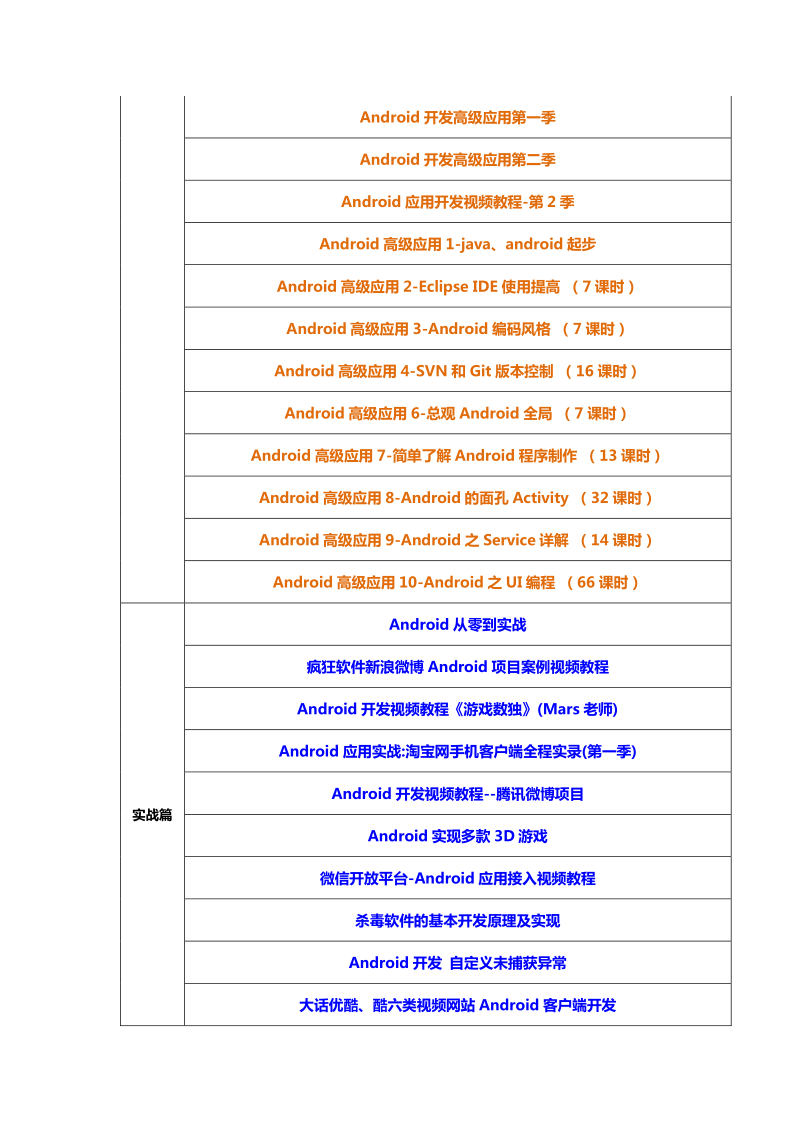 Android 开发高级应用第一季
Android 开发高级应用第二季
Android 应用开发视频教程-第 2 季
Android 高级应用 1-java、android 起步
Android 高级应用 2-Eclipse IDE 使用提高 （7 课时）
Android 高级应用 3-Android 编码风格 （7 课时）
Android 高级应用 4-SVN 和 Git 版本控制 （16 课时）
Android 高级应用 6-总观 Android 全局 （7 课时）
Android 高级应用 7-简单了解 Android 程序制作 （13 课时）
Android 高级应用 8-Android 的面孔 Activity （32 课时）
Android 高级应用 9-Android 之 Service 详解 （14 课时）
Android 高级应用 10-Android 之 UI 编程 （66 课时）
实战篇
Android 从零到实战
疯狂软件新浪微博 Android 项目案例视频教程
Android 开发视频教程《游戏数独》(Mars 老师)
Android 应用实战:淘宝网手机客户端全程实录(第一季)
Android 开发视频教程--腾讯微博项目
Android 实现多款 3D 游戏
微信开放平台-Android 应用接入视频教程
杀毒软件的基本开发原理及实现
Android 开发 自定义未捕获异常
大话优酷、酷六类视频网站 Android 客户端开发